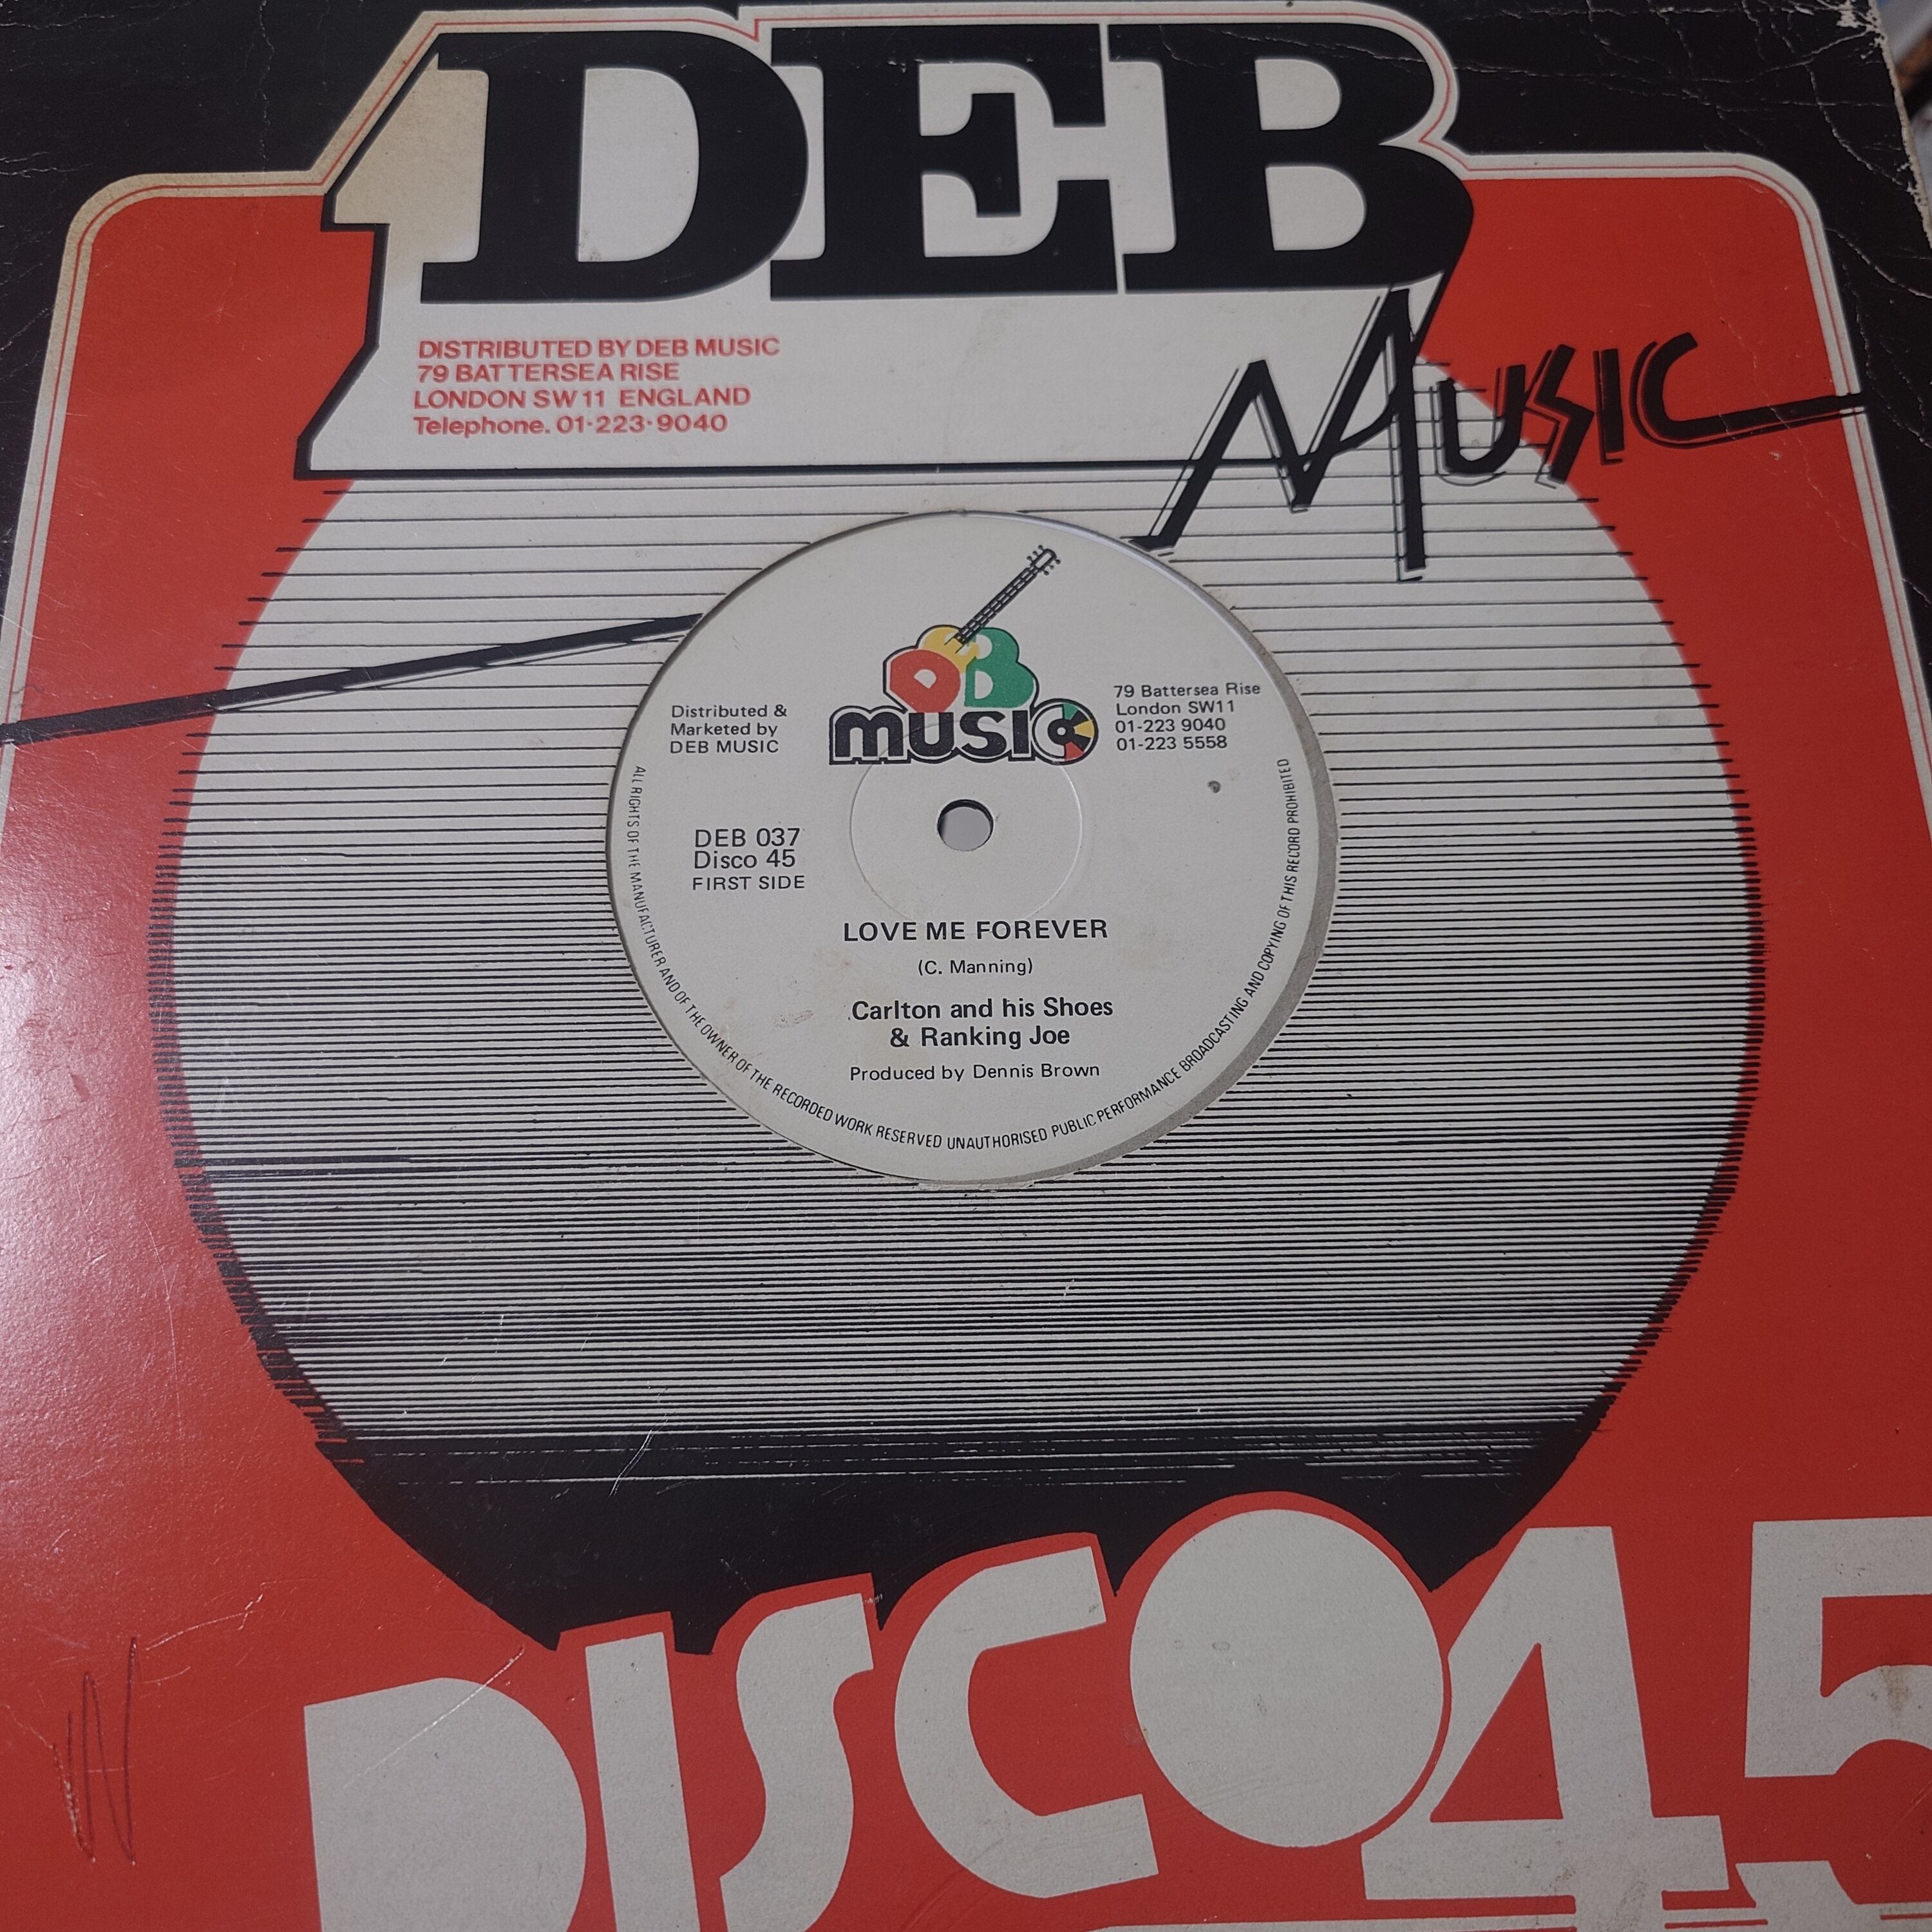 DEB
MUSIC
DISTRIBUTED BY DEB MUSIC
79 BATTERSEA RISE
LONDON SW11 ENGLAND
Telephone. 01·223·9040
DEB
MUSIC
Distributed &
Marketed by
DEB MUSIC
79 Battersea Rise
London SW11
01-223 9040
01-223 5558
DEB 037
Disco 45
FIRST SIDE
LOVE ME FOREVER
(C. Manning)
Carlton and his Shoes
& Ranking Joe
Produced by Dennis Brown
ALL RIGHTS OF THE MANUFACTURER AND OF THE OWNER OF THE RECORDED WORK RESERVED UNAUTHORISED PUBLIC PERFORMANCE BROADCASTING AND COPYING OF THIS RECORD PROHIBITED
DISCO 45